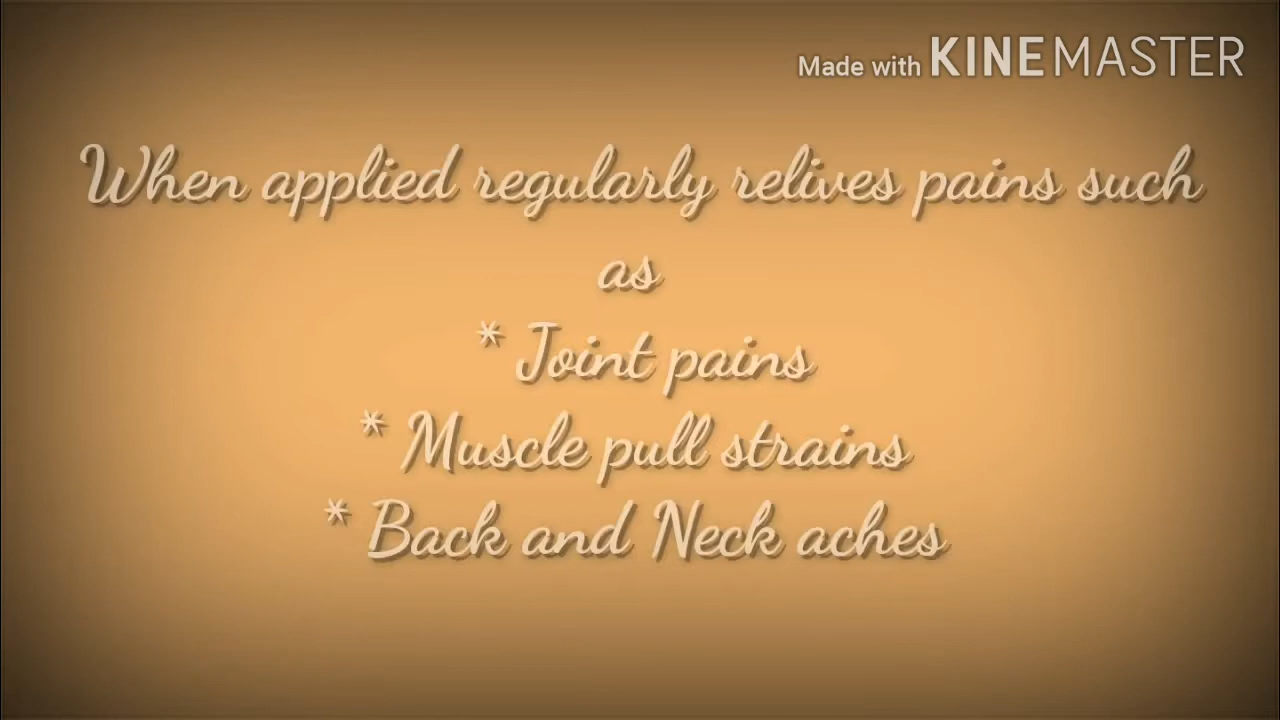 Made with KINEMASTER
When applied regularly relives pains such
as
* Joint pains
* Muscle pull strains
* Back and Neck aches